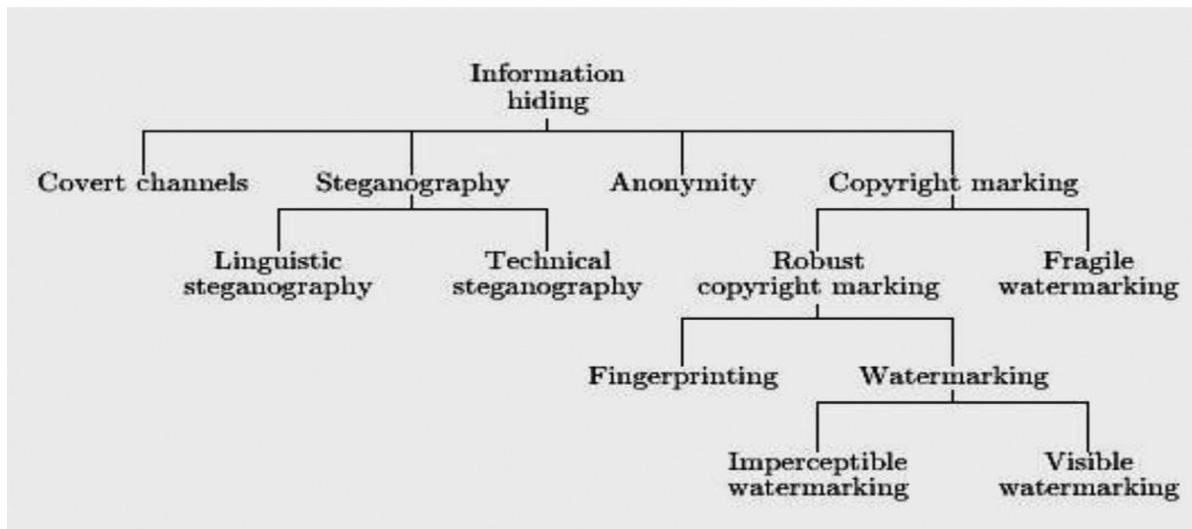 Information
hiding
Covert channels Steganography Anonymity Copyright marking
Linguistic Technical Robust Fragile
steganography steganography copyright marking watermarking
Fingerprinting Watermarking
Imperceptible Visible
watermarking watermarking